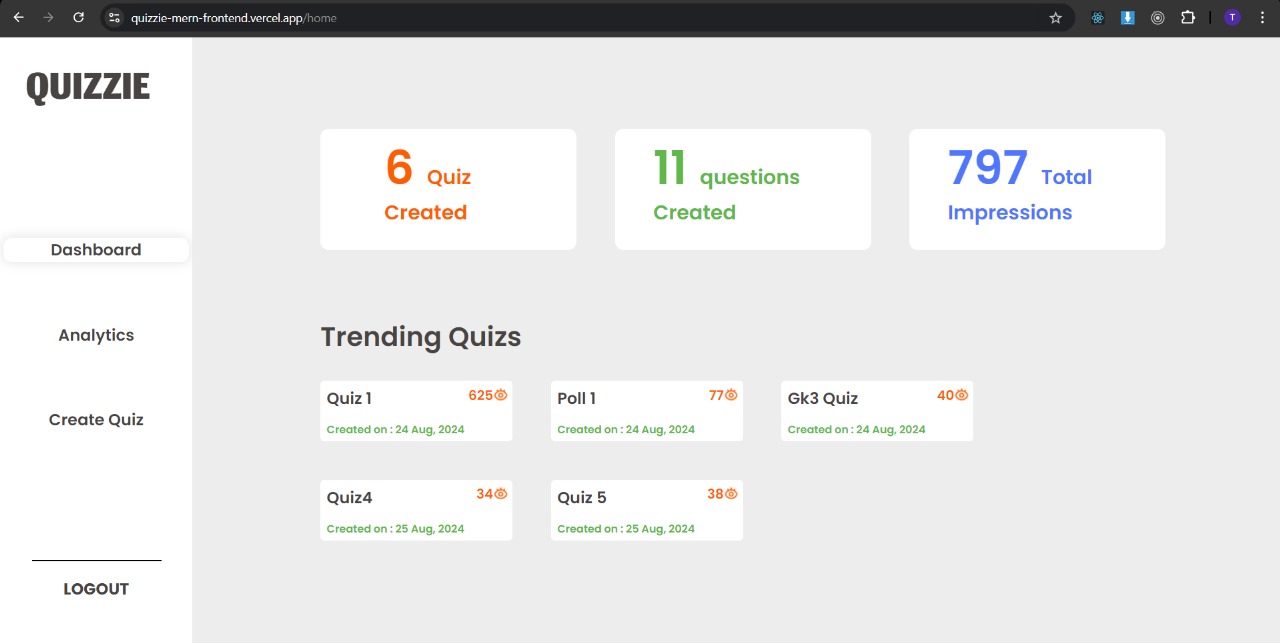 quizzie-mern-frontend.vercel.app/home
T
QUIZZIE
Dashboard
Analytics
Create Quiz
LOGOUT
6 Quiz
Created
11 questions
Created
797 Total
Impressions
Trending Quizs
Quiz 1 625
Created on : 24 Aug, 2024
Poll 1 77
Created on : 24 Aug, 2024
Gk3 Quiz 40
Created on : 24 Aug, 2024
Quiz4 34
Created on : 25 Aug, 2024
Quiz 5 38
Created on : 25 Aug, 2024